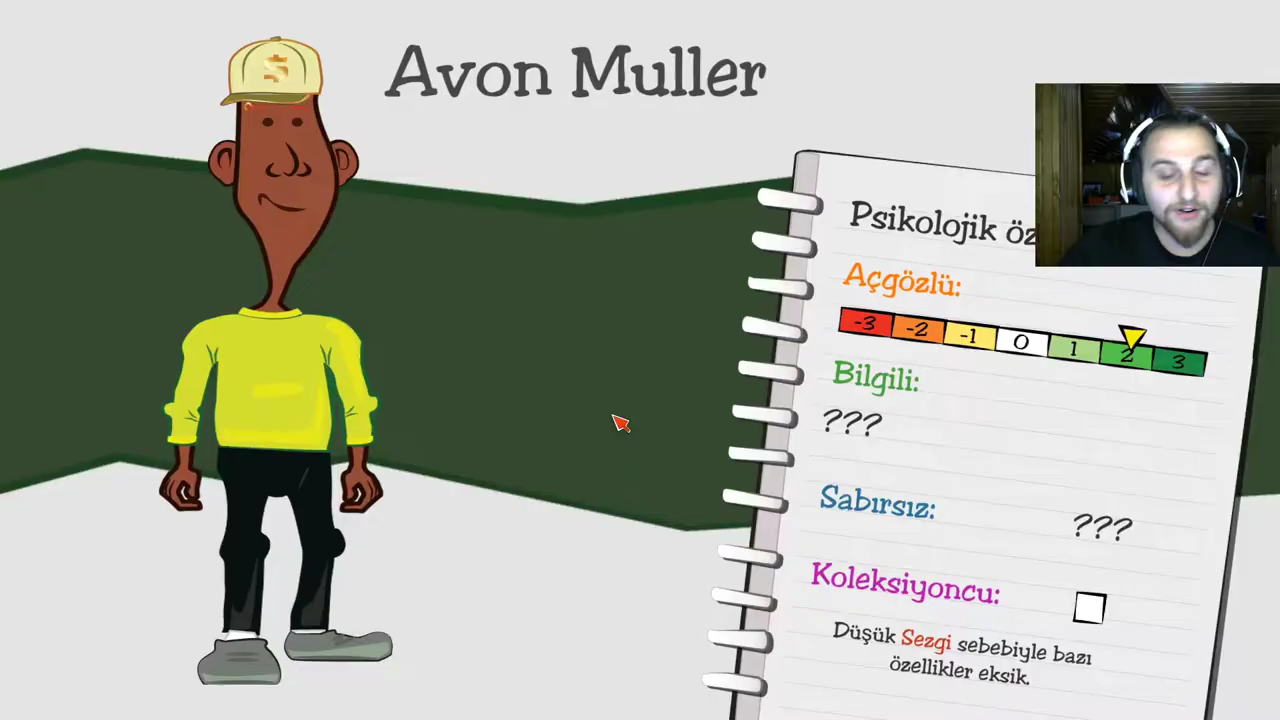 Avon Muller
$
Psikolojik öz
Açgözlü:
-3 -2 -1 0 1 2 3
Bilgili:
???
Sabırsız:
???
Koleksiyoncu:
Düşük Sezgi sebebiyle bazı
özellikler eksik.